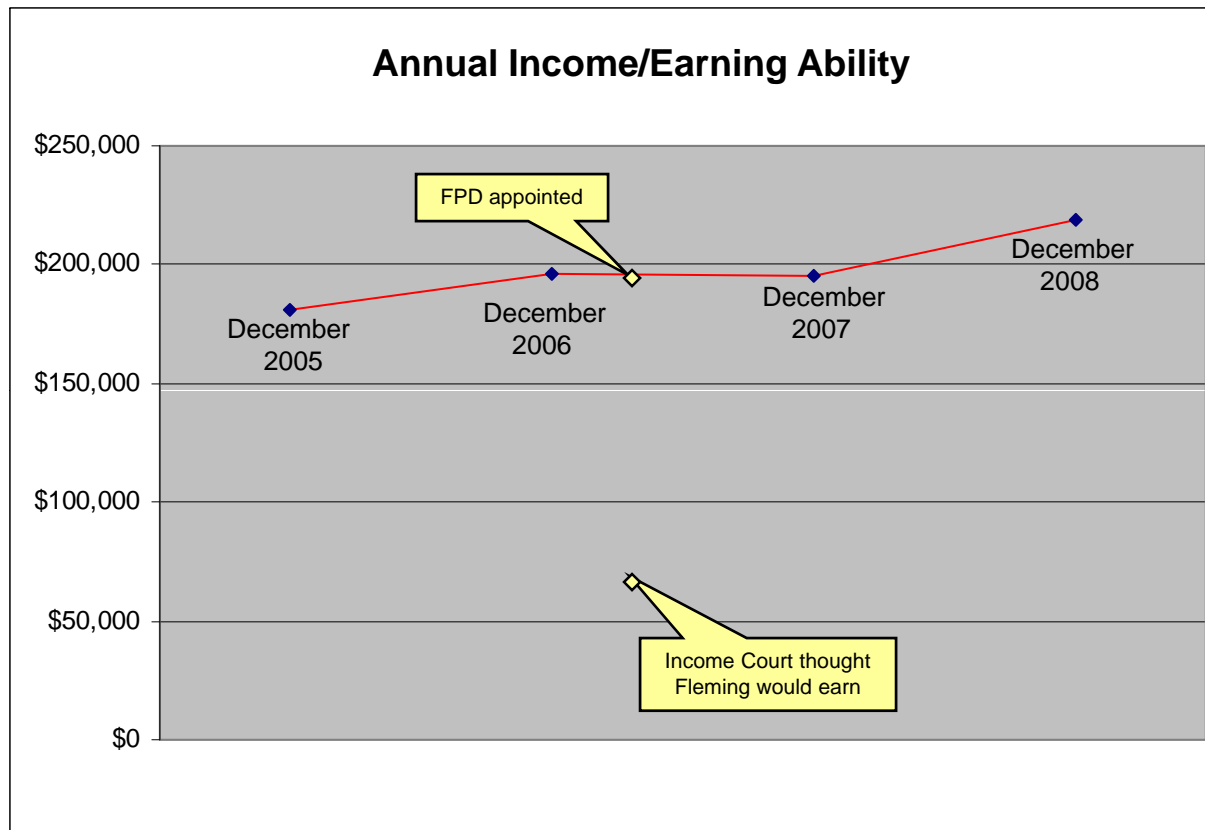 Annual Income/Earning Ability
$250,000
FPD appointed
$200,000
December
2008
December
2006
December
2007
December
2005
$150,000
$100,000
$50,000
Income Court thought
Fleming would earn
$0